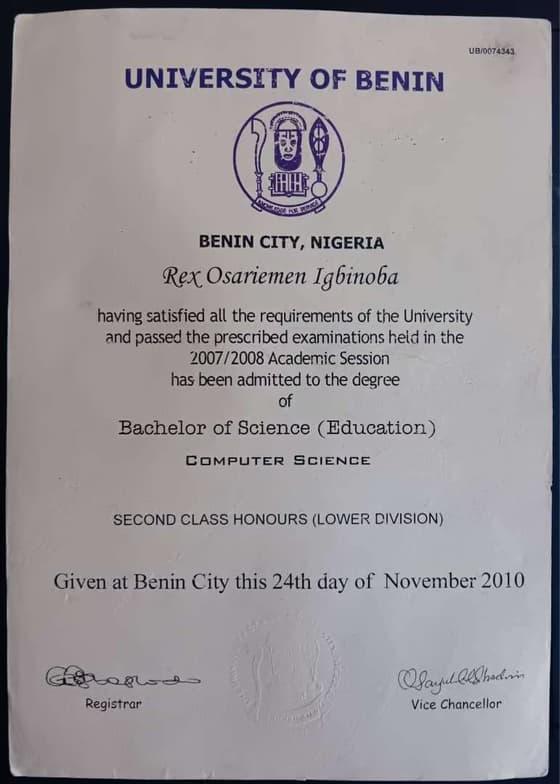 UB/0074343
UNIVERSITY OF BENIN
KNOWLEDGE FOR SERVICE
BENIN CITY, NIGERIA
Rex Osariemen Igbinoba
having satisfied all the requirements of the University
and passed the prescribed examinations held in the
2007/2008 Academic Session
has been admitted to the degree
of
Bachelor of Science (Education)
COMPUTER SCIENCE
SECOND CLASS HONOURS (LOWER DIVISION)
Given at Benin City this 24th day of November 2010
Registrar
Vice Chancellor